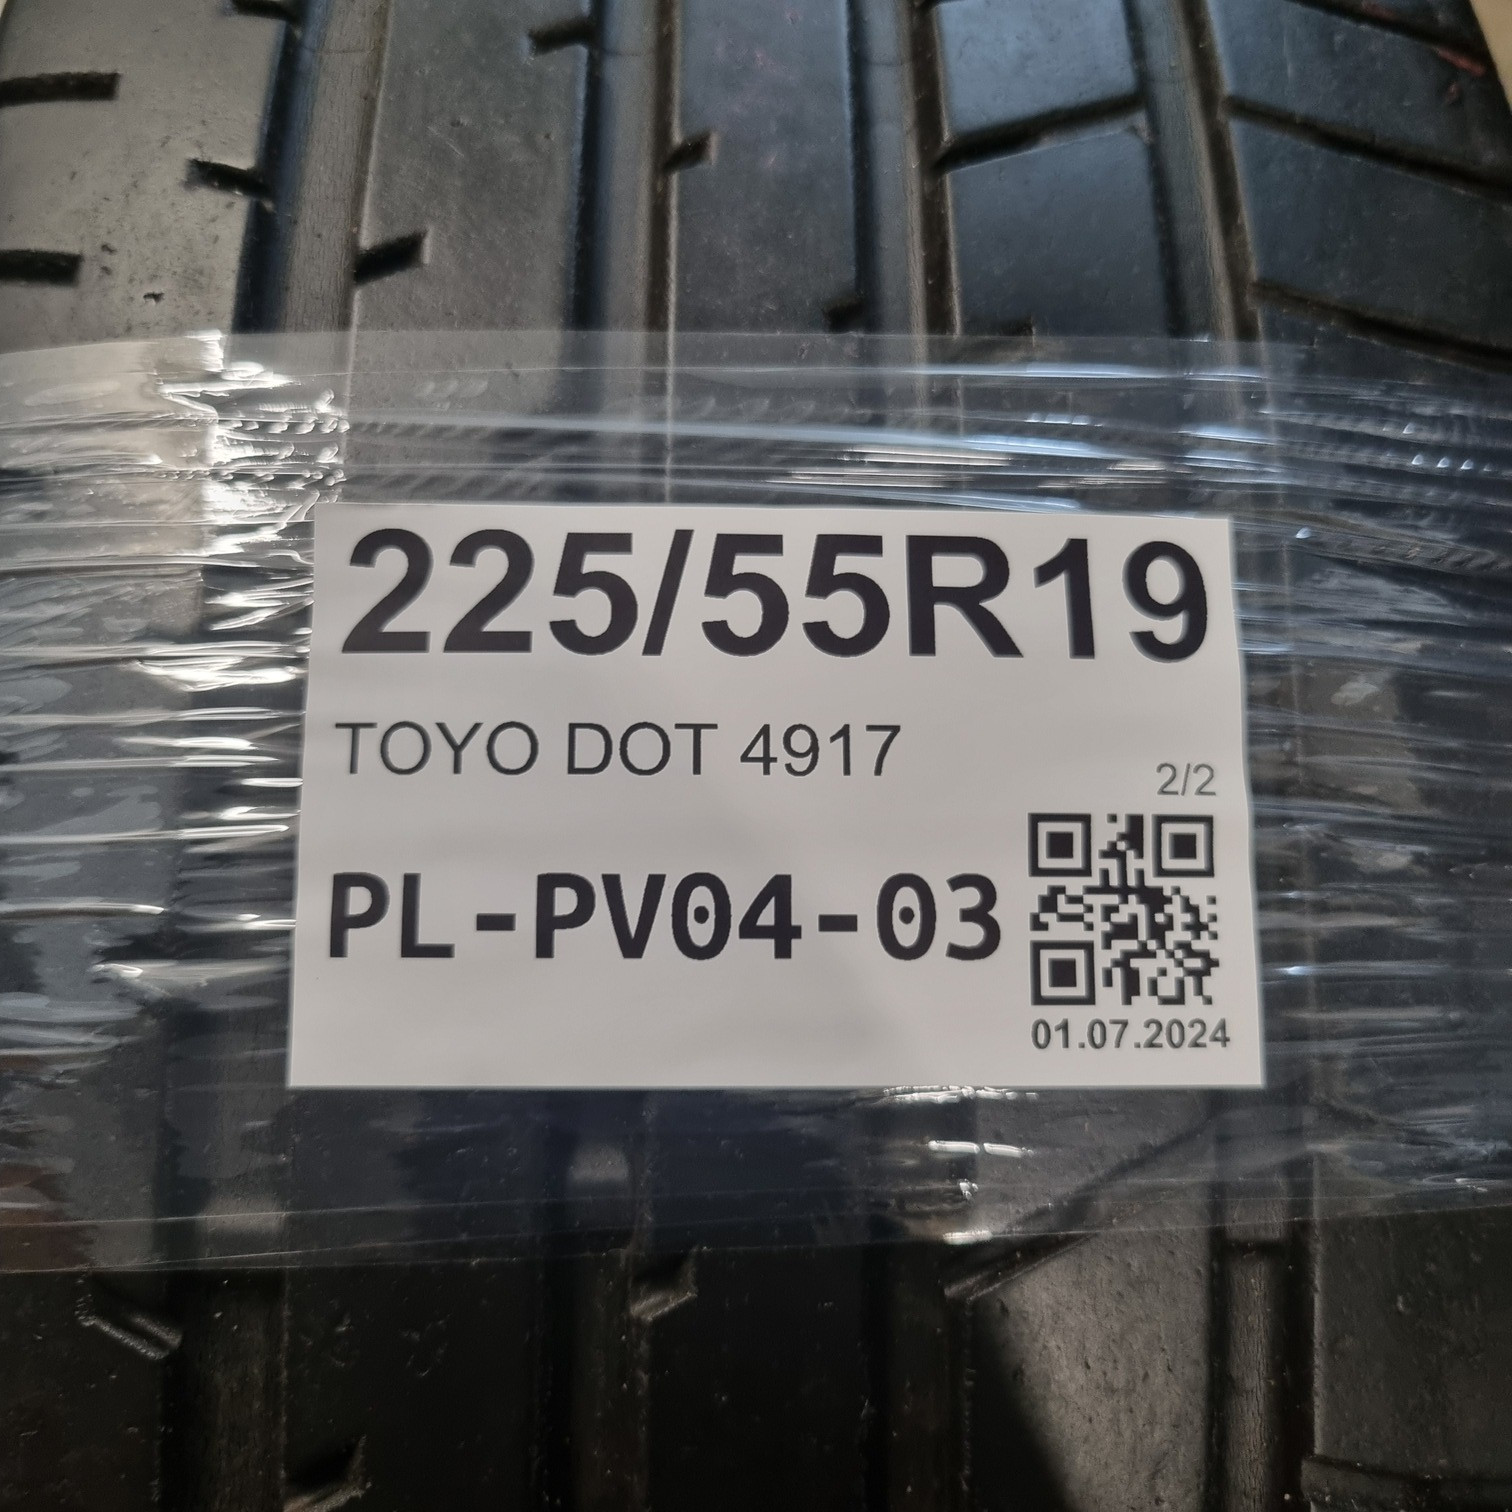 225/55R19
TOYO DOT 4917
2/2
PL-PV04-03
01.07.2024